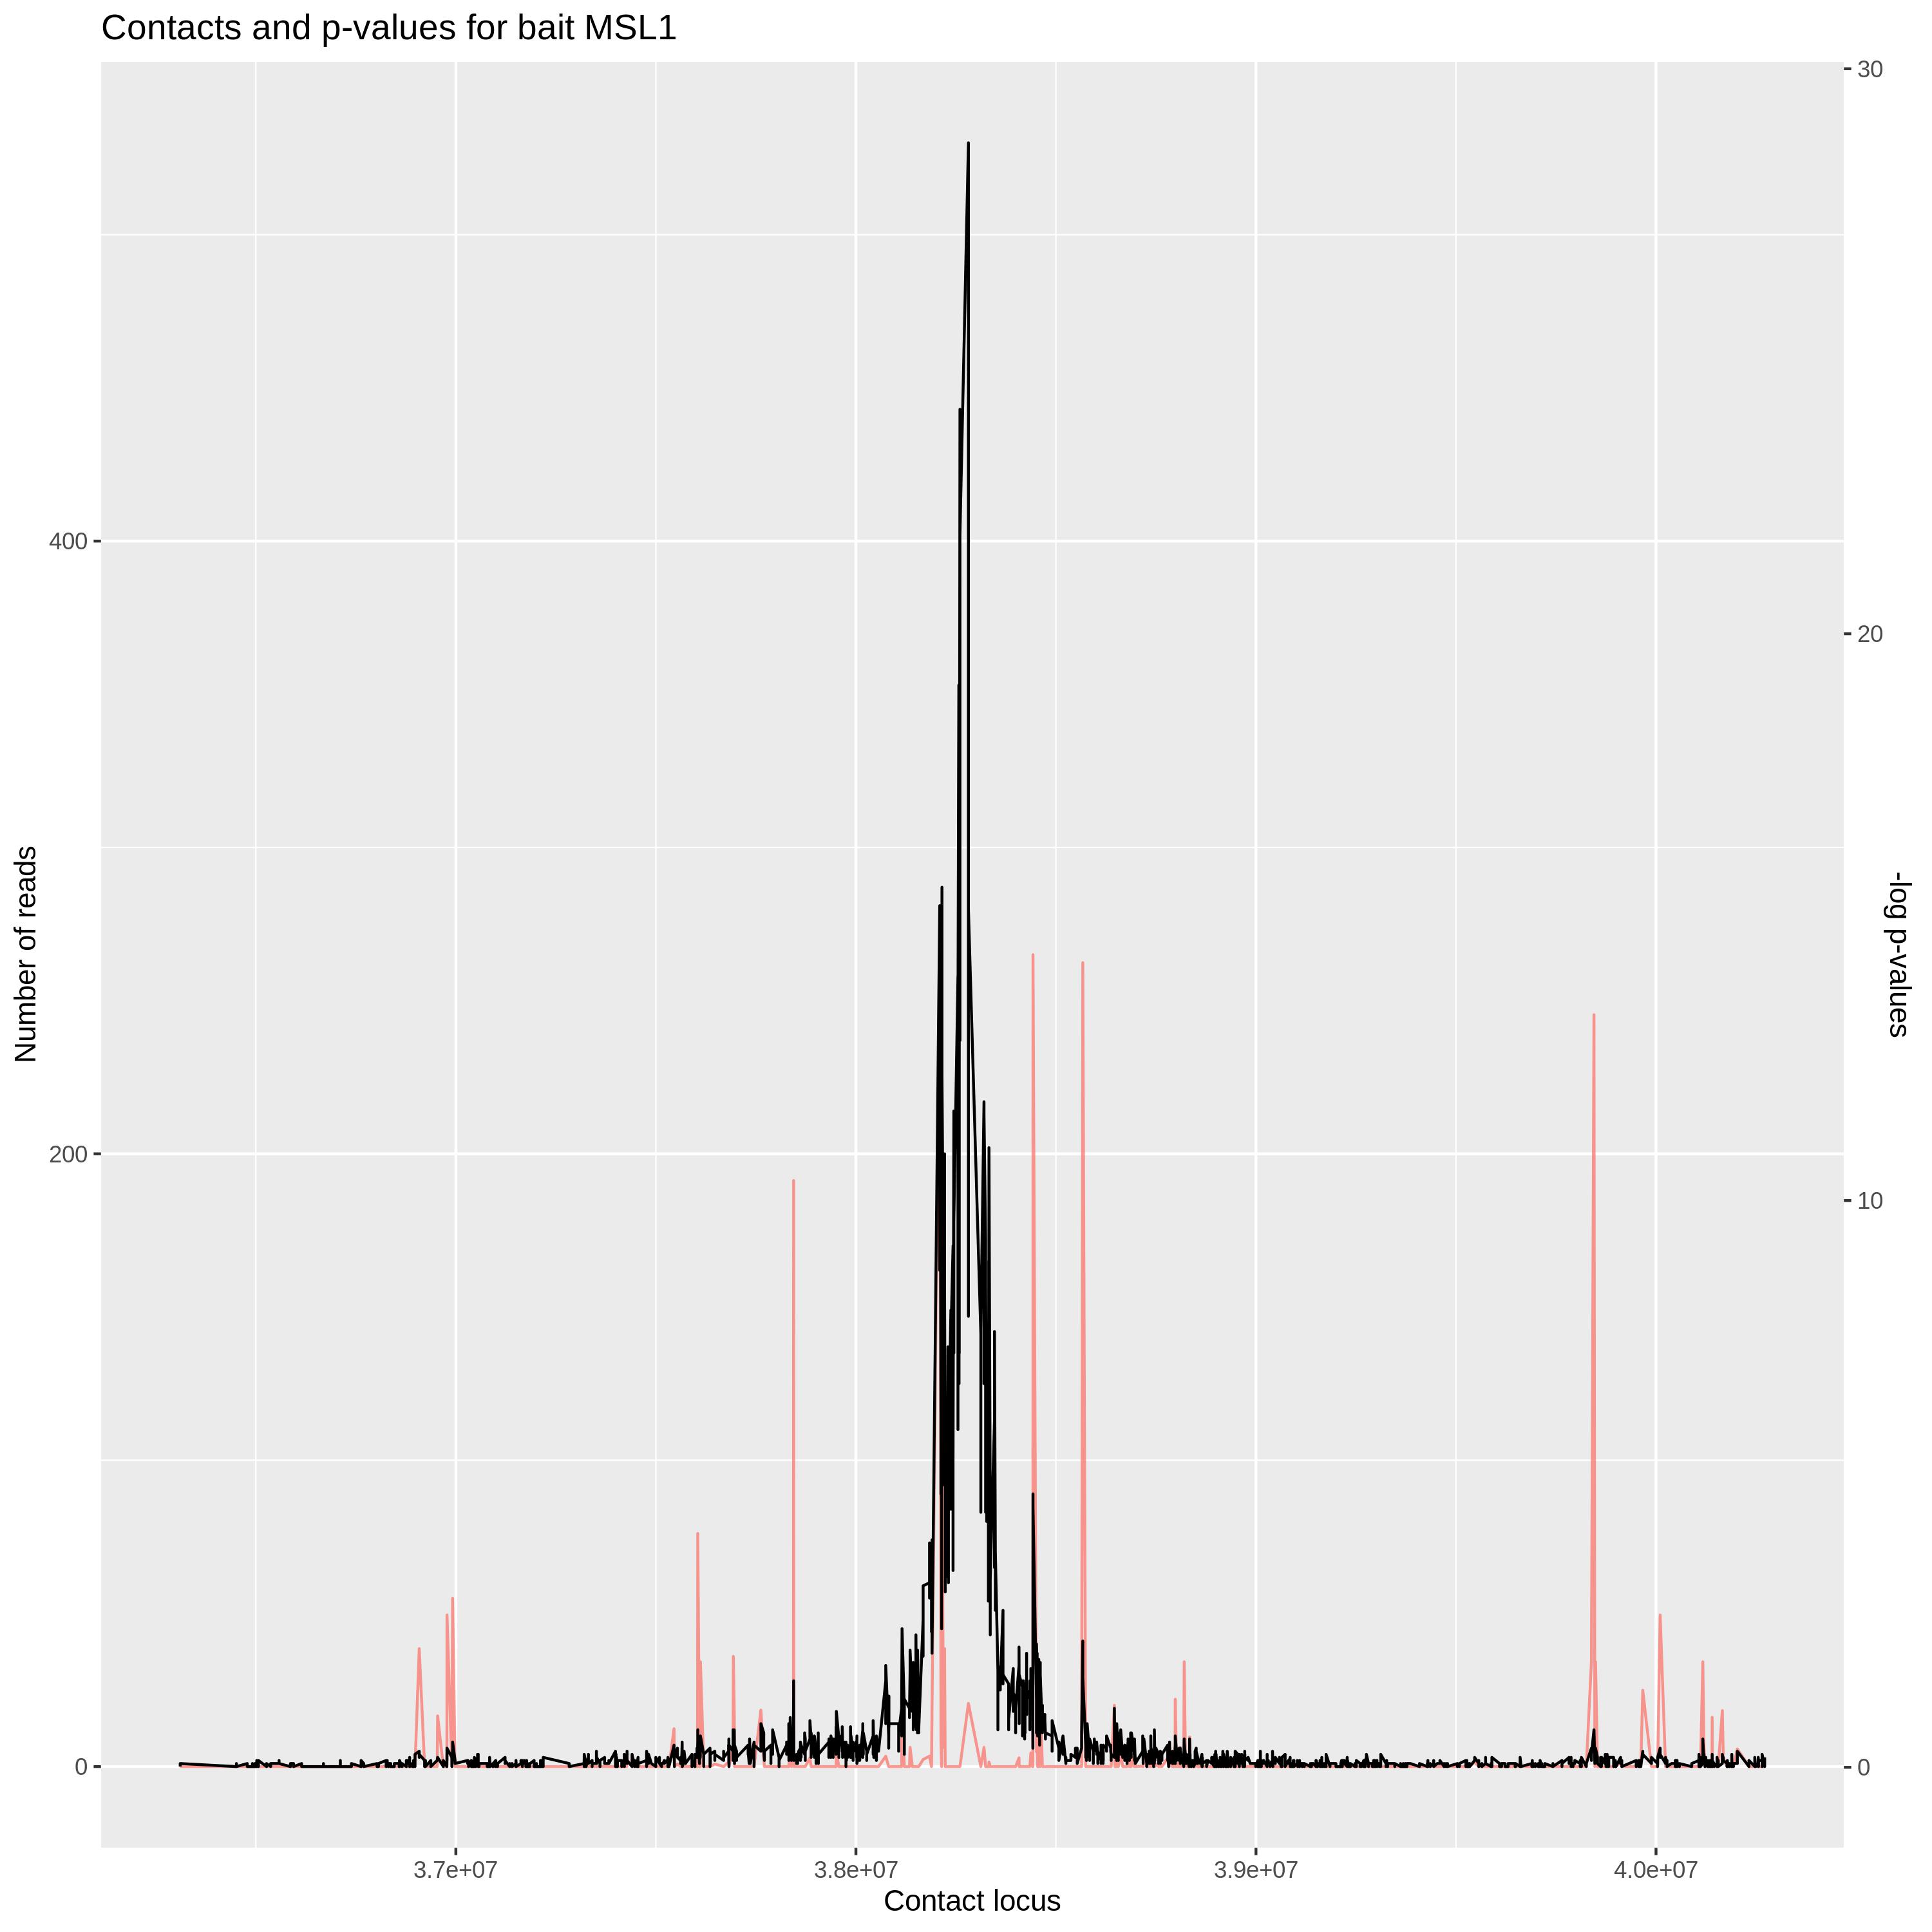 Contacts and p-values for bait MSL1
30
400
20
Number of reads
-log p-values
200
10
0
0
3.7e+07
3.8e+07
3.9e+07
4.0e+07
Contact locus